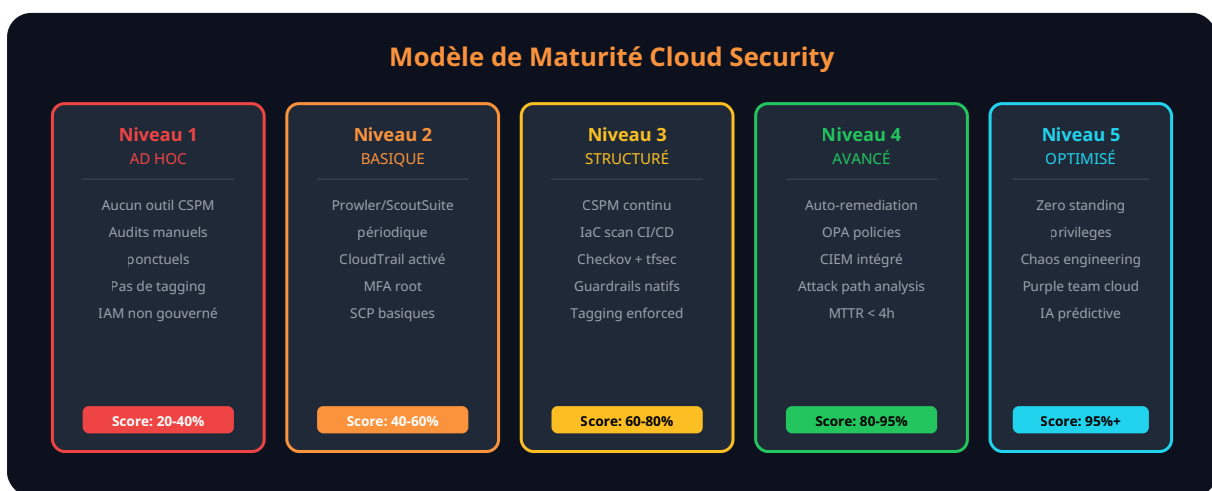 Modèle de Maturité Cloud Security
Niveau 1
AD HOC
Aucun outil CSPM
Audits manuels
ponctuels
Pas de tagging
IAM non gouverné
Score: 20-40%
Niveau 2
BASIQUE
Prowler/ScoutSuite
périodique
CloudTrail activé
MFA root
SCP basiques
Score: 40-60%
Niveau 3
STRUCTURÉ
CSPM continu
IaC scan CI/CD
Checkov + tfsec
Guardrails natifs
Tagging enforced
Score: 60-80%
Niveau 4
AVANCÉ
Auto-remediation
OPA policies
CIEM intégré
Attack path analysis
MTTR < 4h
Score: 80-95%
Niveau 5
OPTIMISÉ
Zero standing
privileges
Chaos engineering
Purple team cloud
IA prédictive
Score: 95%+